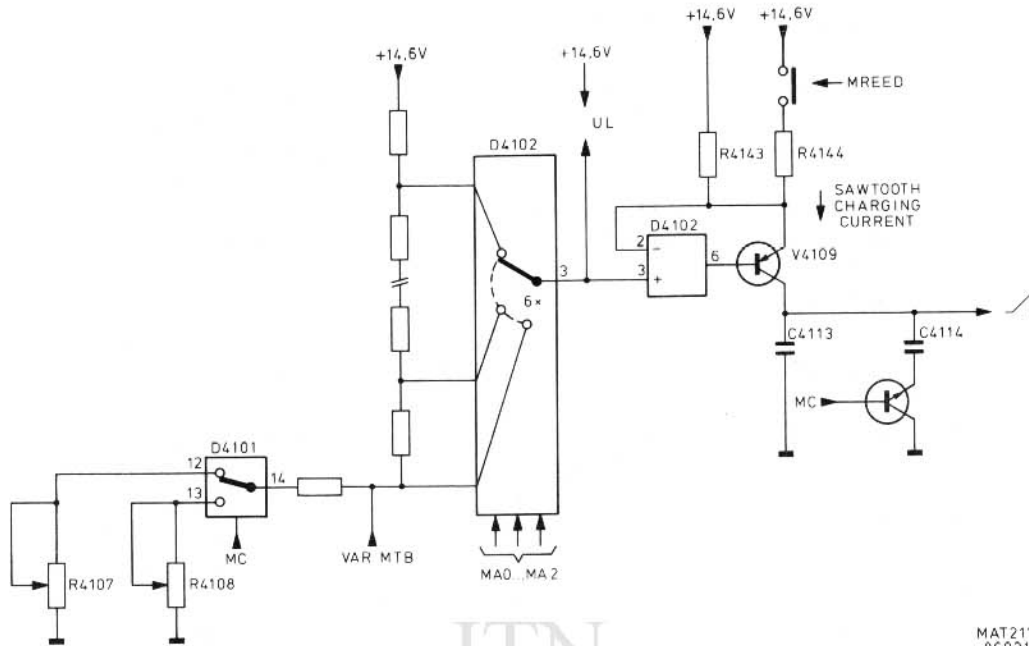 +14,6V
+14,6V
+14,6V
+14,6V
MREED
UL
D4102
R4143
R4144
SAWTOOTH
CHARGING
CURRENT
D4102
2
-
6
V4109
3
3
+
6×
C4113
C4114
MC
D4101
12
14
13
MC
VAR MTB
MA0...MA2
R4107
R4108
JTN